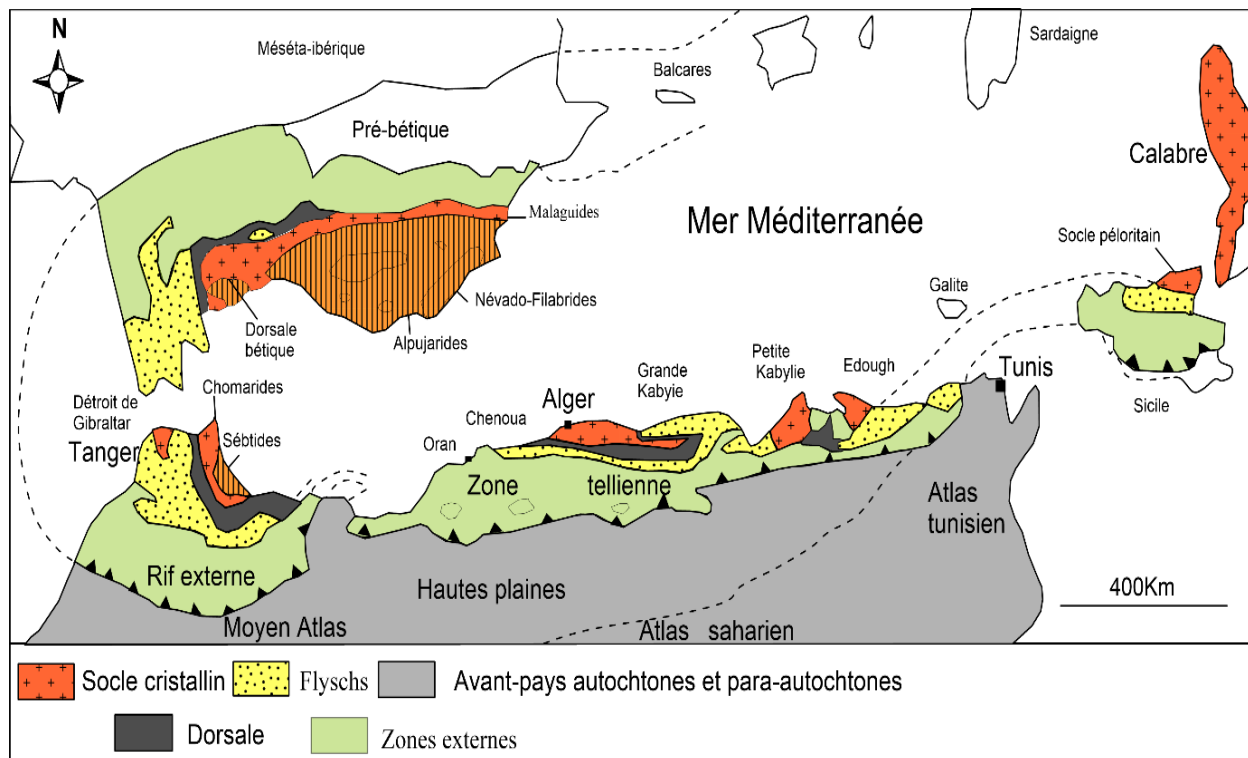 N
Méséta-ibérique
Sardaigne
Balcares
Pré-bétique
Calabre
Malaguides
Mer Méditerranée
Socle péloritain
Névado-Filabrides
Galite
Dorsale
bétique
Alpujarides
Petite
Kabylie
Edough
Grande
Kabyie
Tunis
Chomarides
Détroit de
Gibraltar
Alger
Chenoua
Sicile
Tanger
Sébtides
Oran
Zone tellienne
Atlas
tunisien
Rif externe
Hautes plaines
400Km
Moyen Atlas
Atlas saharien
Socle cristallin
Flyschs
Avant-pays autochtones et para-autochtones
Dorsale
Zones externes